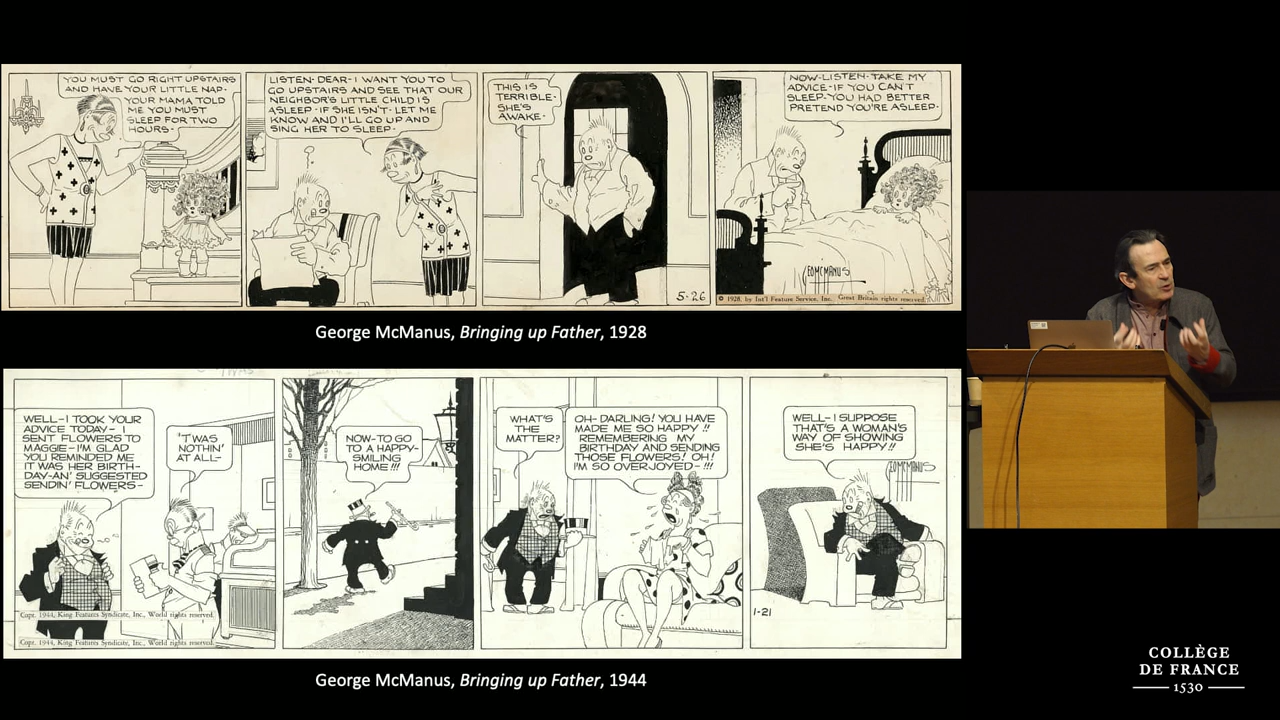 YOU MUST GO RIGHT UPSTAIRS
AND HAVE YOUR LITTLE NAP-
YOUR MAMA TOLD
ME YOU MUST
SLEEP FOR TWO
HOURS-
LISTEN-DEAR-I WANT YOU TO
GO UPSTAIRS AND SEE THAT OUR
NEIGHBOR'S LITTLE CHILD IS
ASLEEP-IF SHE ISN'T-LET ME
KNOW AND I'LL GO UP AND
SING HER TO SLEEP-
THIS IS
TERRIBLE-
SHE'S
AWAKE-
5-26
NOW-LISTEN-TAKE MY
ADVICE-IF YOU CAN'T
SLEEP-YOU HAD BETTER
PRETEND YOU'RE ASLEEP-
GEO MCMANUS
© 1928, by Int'l Feature Service, Inc. Great Britain rights reserved.
George McManus, Bringing up Father, 1928
WELL-I TOOK YOUR
ADVICE TODAY-I
SENT FLOWERS TO
MAGGIE-I'M GLAD
YOU REMINDED ME
IT WAS HER BIRTH-
DAY-AN' SUGGESTED
SENDIN' FLOWERS-
'T WAS
NOTHIN'
AT ALL-
Copr. 1944, King Features Syndicate, Inc., World rights reserved.
Copr. 1944, King Features Syndicate, Inc., World rights reserved.
NOW-TO GO
TO A HAPPY-
SMILING
HOME!!!
WHAT'S
THE
MATTER?
OH-DARLING! YOU HAVE
MADE ME SO HAPPY!!
REMEMBERING MY
BIRTHDAY AND SENDING
THOSE FLOWERS! OH!
I'M SO OVERJOYED-!!!
WELL-I SUPPOSE
THAT'S A WOMAN'S
WAY OF SHOWING
SHE'S HAPPY!!
GEO MCMANUS
1-21
George McManus, Bringing up Father, 1944
COLLÈGE
DE FRANCE
1530